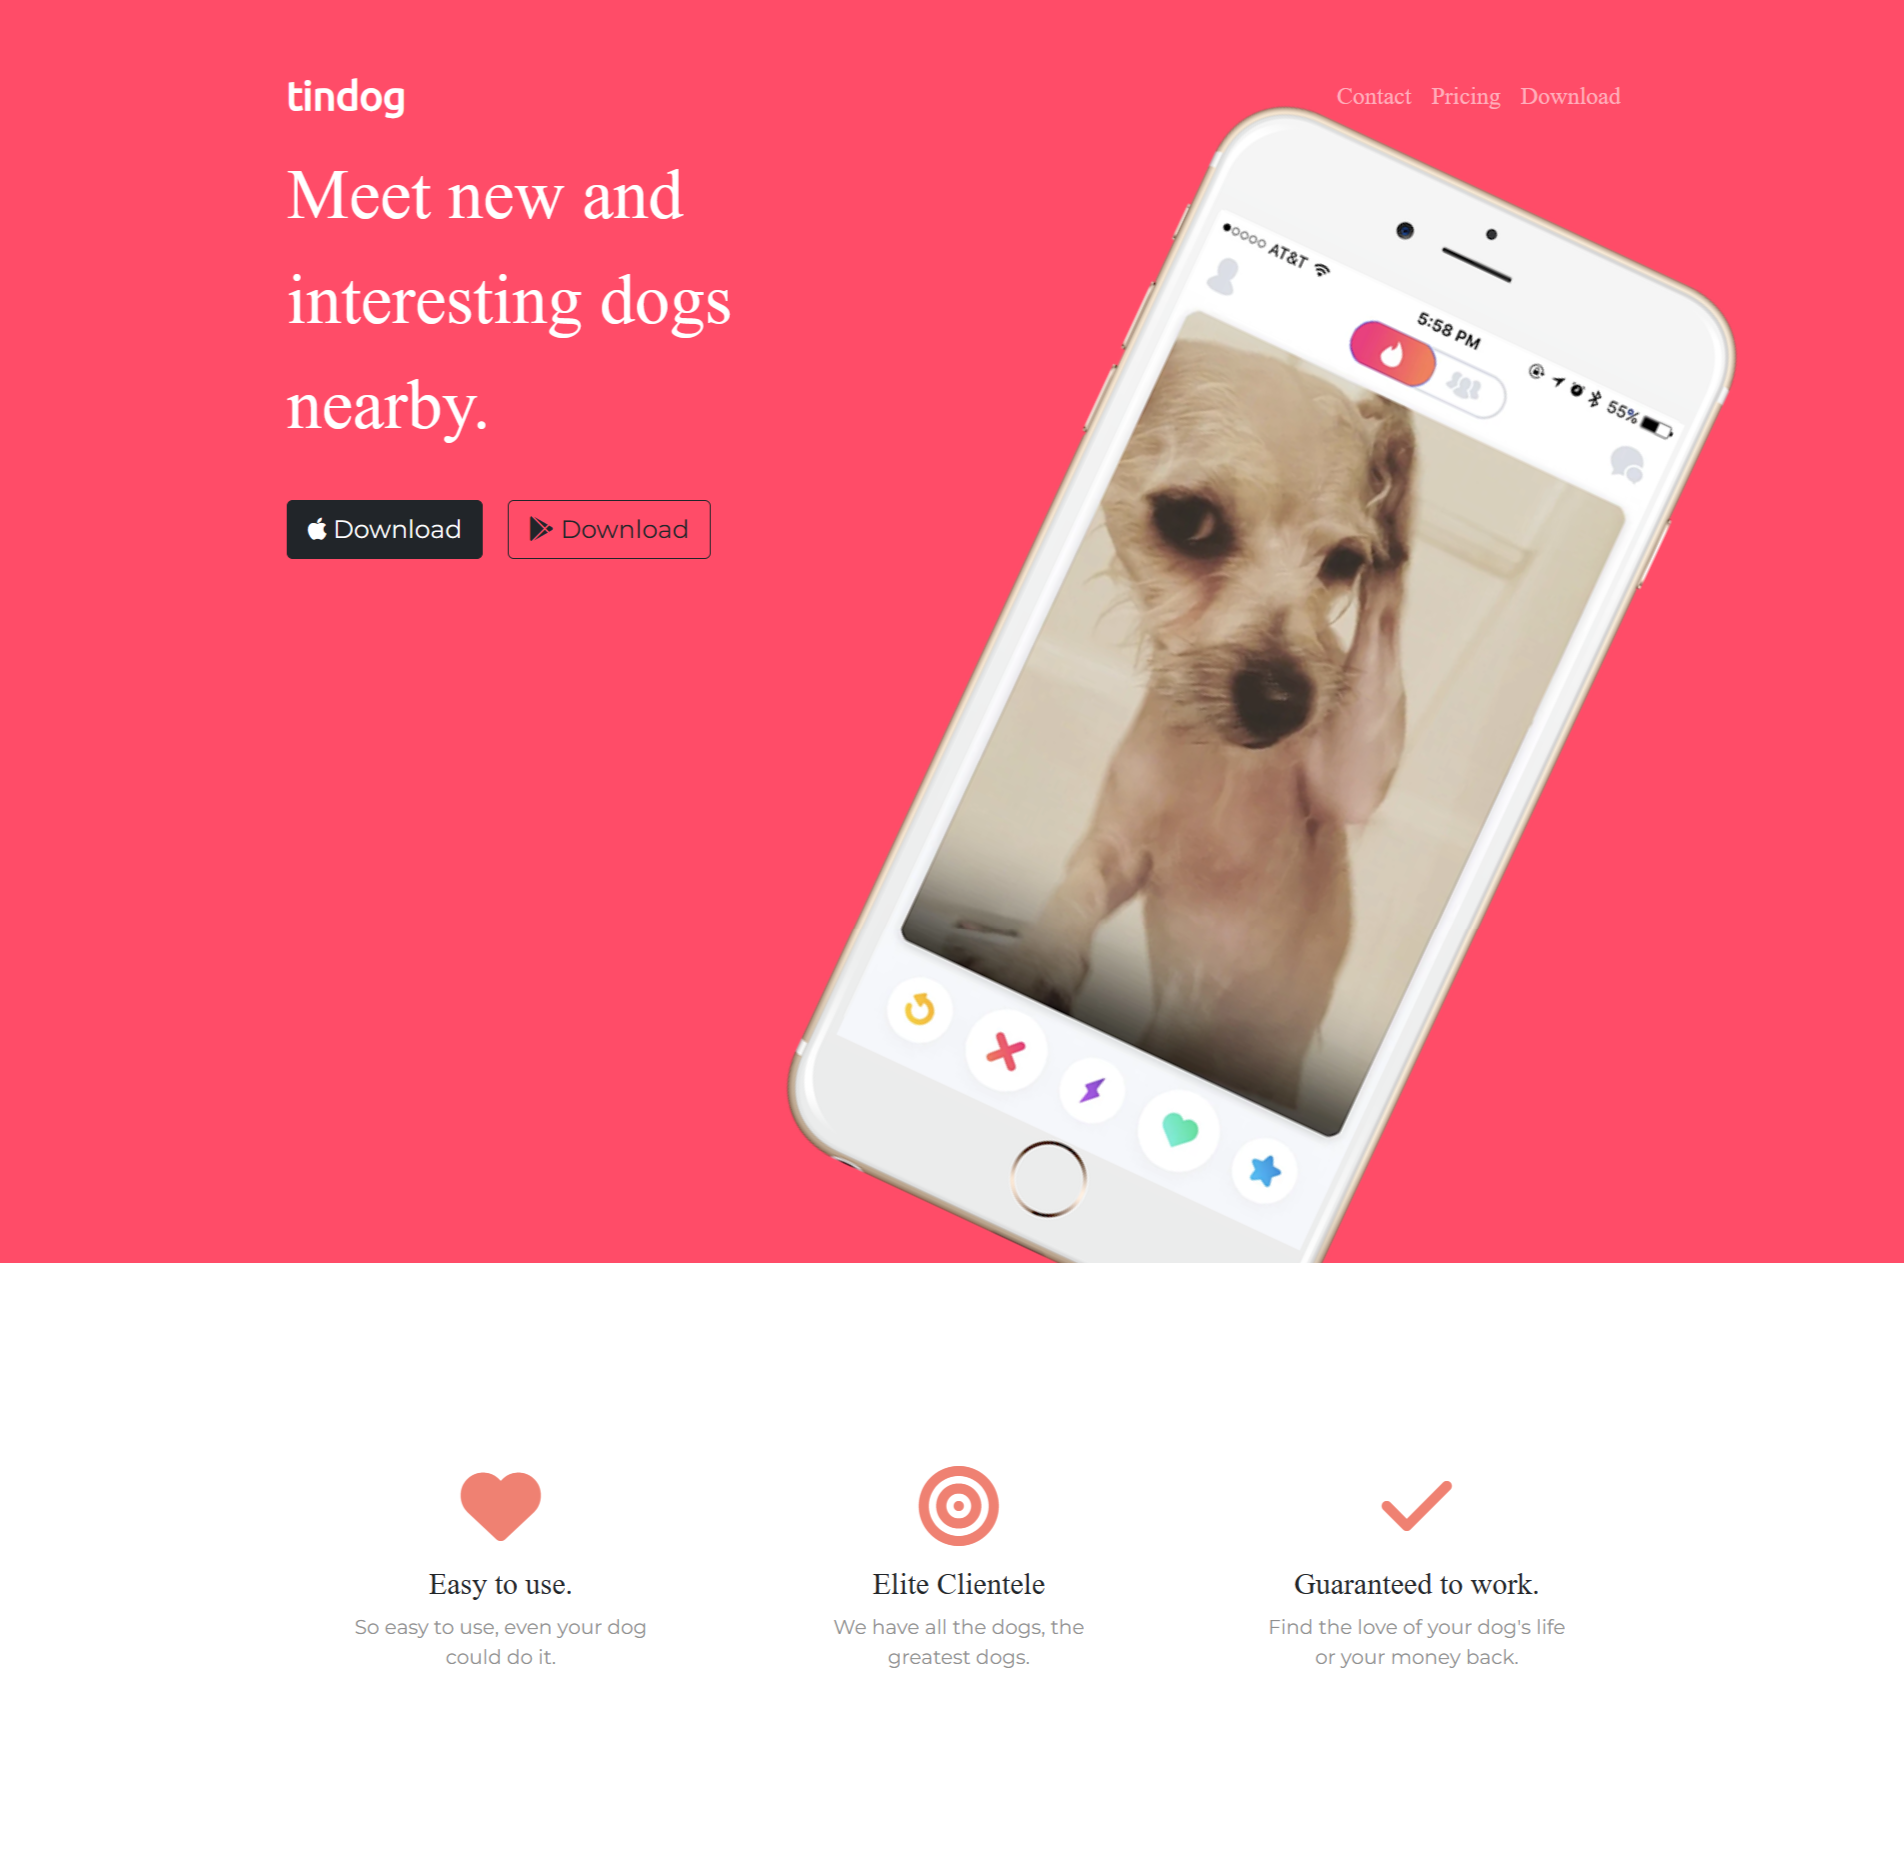 tindog
Contact Pricing Download
Meet new and
interesting dogs
nearby.
Download
Download
AT&T
5:58 PM
55%
Easy to use.
So easy to use, even your dog
could do it.
Elite Clientele
We have all the dogs, the
greatest dogs.
Guaranteed to work.
Find the love of your dog's life
or your money back.